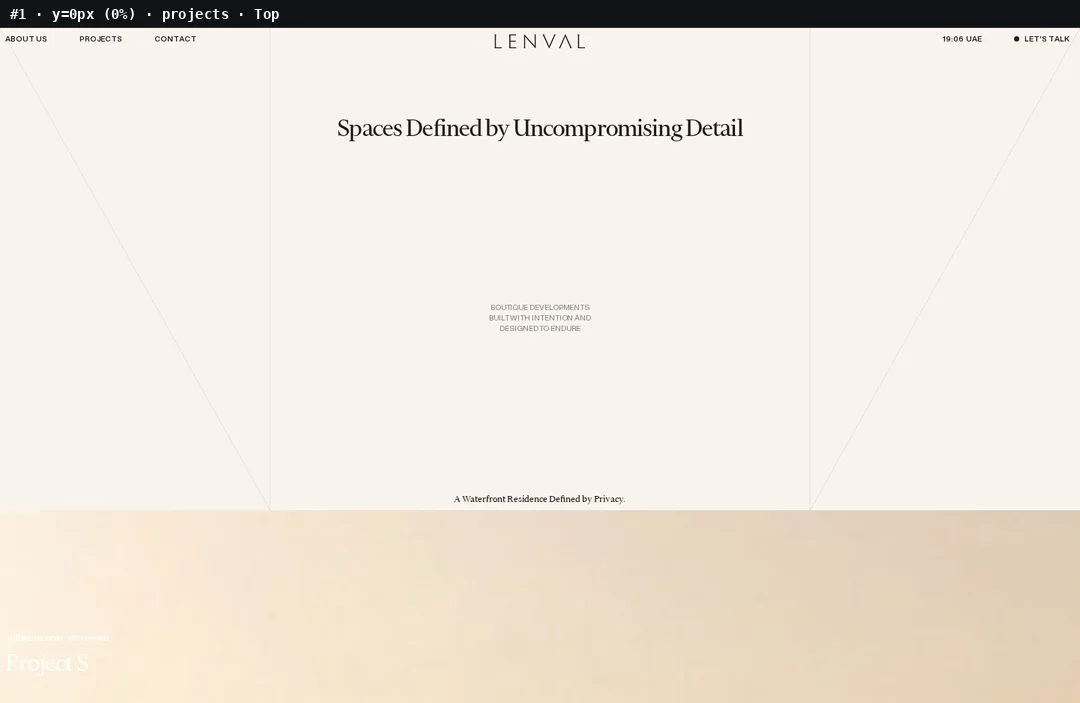 #1 · y=0px (0%) · projects · Top
ABOUT US
PROJECTS
CONTACT
LENVAL
19:06 UAE
LET'S TALK
Spaces Defined by Uncompromising Detail
BOUTIQUE DEVELOPMENTS
BUILT WITH INTENTION AND
DESIGNED TO ENDURE
A Waterfront Residence Defined by Privacy.
Project S